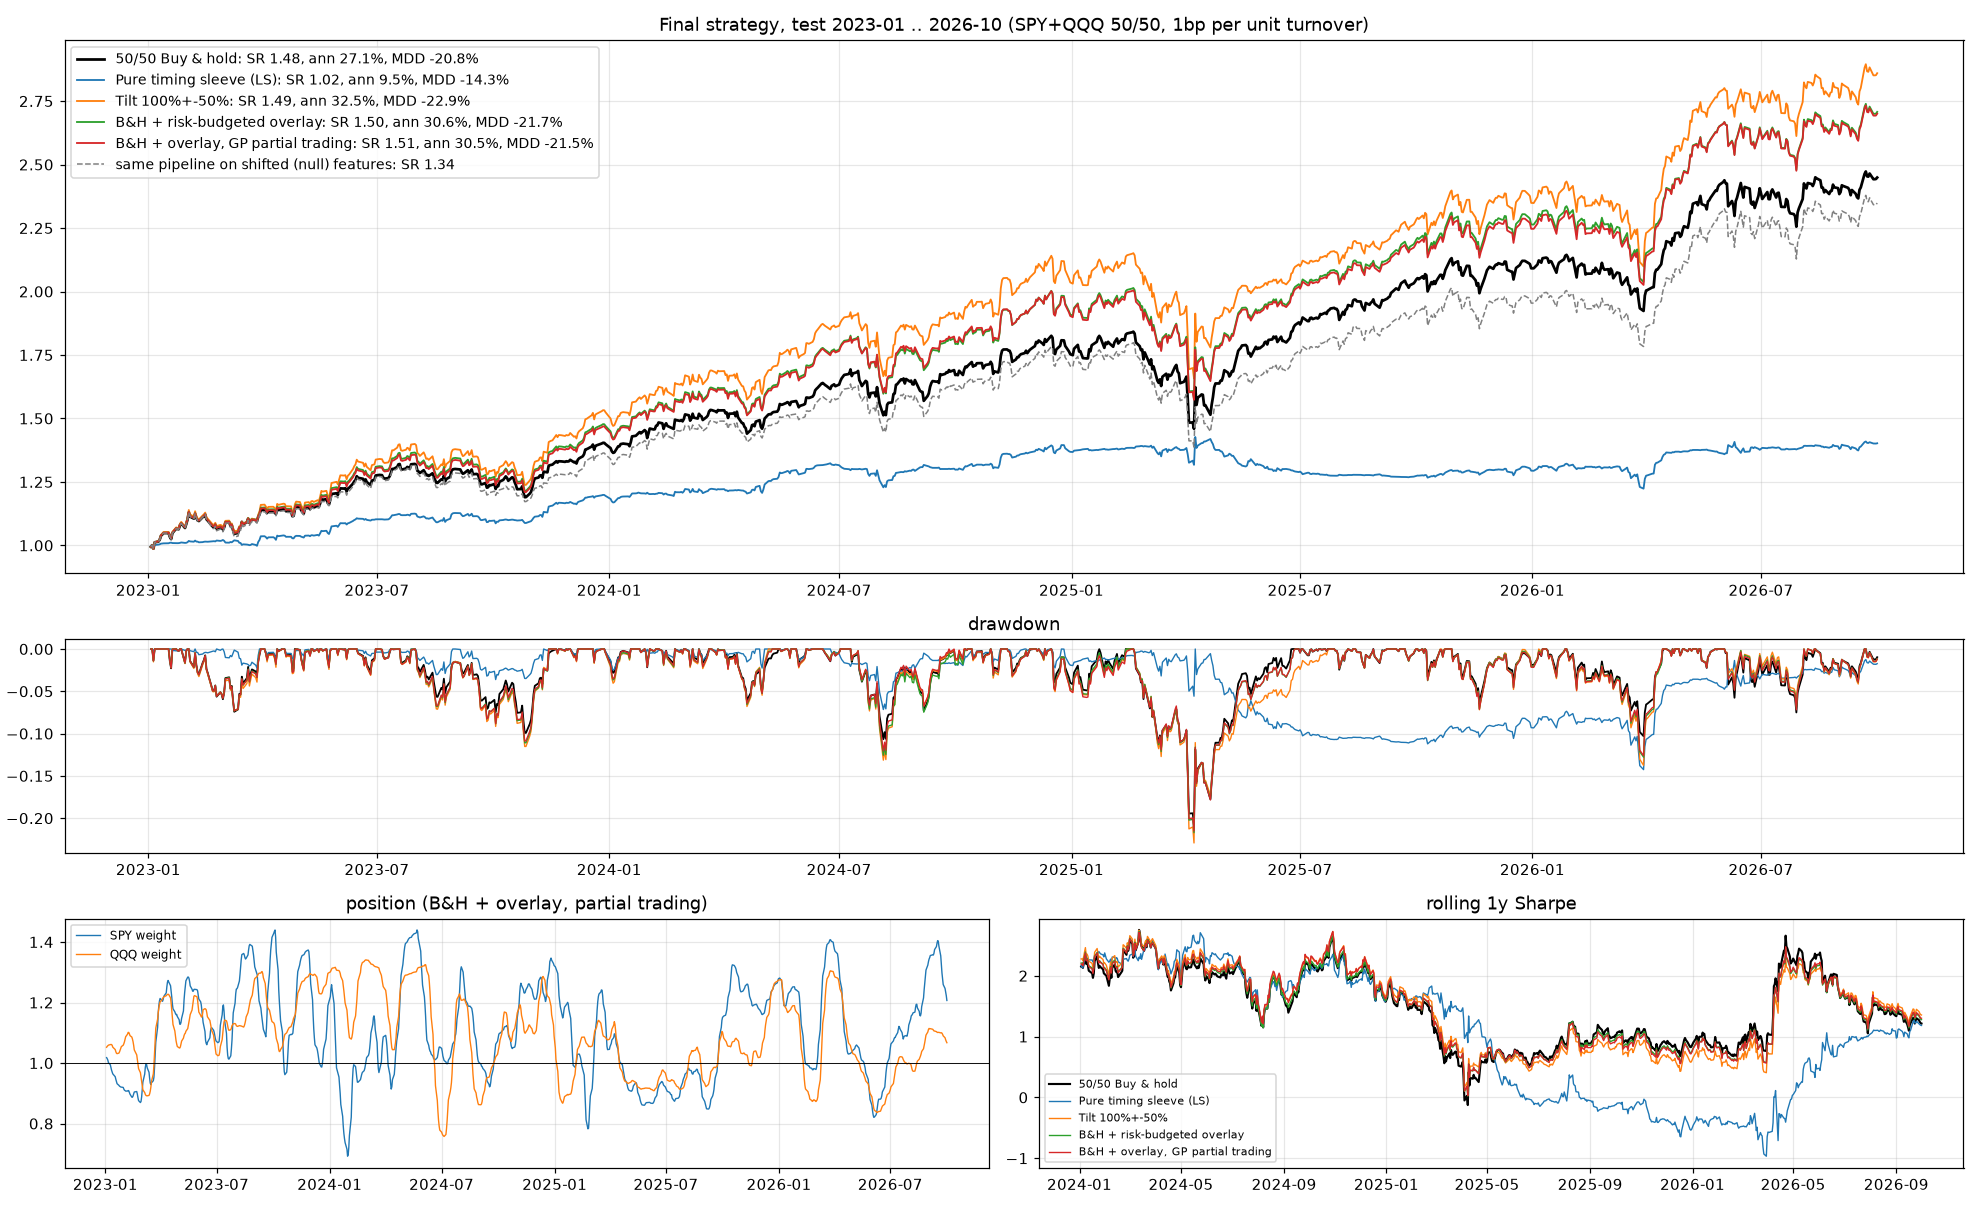 Final strategy, test 2023-01 .. 2026-10 (SPY+QQQ 50/50, 1bp per unit turnover)
50/50 Buy & hold: SR 1.48, ann 27.1%, MDD -20.8%
Pure timing sleeve (LS): SR 1.02, ann 9.5%, MDD -14.3%
Tilt 100%+-50%: SR 1.49, ann 32.5%, MDD -22.9%
B&H + risk-budgeted overlay: SR 1.50, ann 30.6%, MDD -21.7%
B&H + overlay, GP partial trading: SR 1.51, ann 30.5%, MDD -21.5%
same pipeline on shifted (null) features: SR 1.34
2.75
2.50
2.25
2.00
1.75
1.50
1.25
1.00
2023-01 2023-07 2024-01 2024-07 2025-01 2025-07 2026-01 2026-07
drawdown
0.00
−0.05
−0.10
−0.15
−0.20
2023-01 2023-07 2024-01 2024-07 2025-01 2025-07 2026-01 2026-07
position (B&H + overlay, partial trading)
SPY weight
QQQ weight
1.4
1.2
1.0
0.8
2023-01 2023-07 2024-01 2024-07 2025-01 2025-07 2026-01 2026-07
rolling 1y Sharpe
2
1
0
−1
50/50 Buy & hold
Pure timing sleeve (LS)
Tilt 100%+-50%
B&H + risk-budgeted overlay
B&H + overlay, GP partial trading
2024-01 2024-05 2024-09 2025-01 2025-05 2025-09 2026-01 2026-05 2026-09